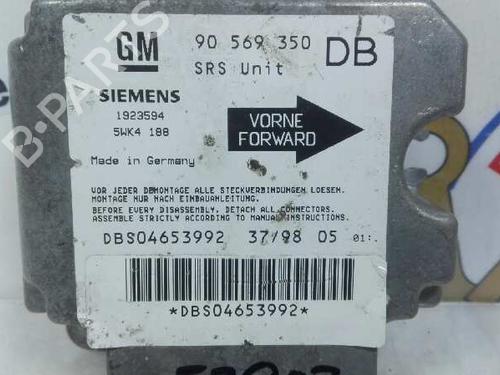 GM 90 569 350 DB
SRS Unit
SIEMENS
1923594
5WK4 188
VORNE
FORWARD
Made in Germany
VOR JEDER DEMONTAGE ALLE STECKVERBINDUNGEN LOESEN.
MONTAGE NUR NACH EINBAUANLEITUNG.
BEFORE EVERY DISASSEMBLY, DETACH ALL CONNECTORS.
ASSEMBLE STRICTLY ACCORDING TO MANUAL INSTRUCTIONS.
DBS04653992 37/98 05 01:.
*DBS04653992*
B-PARTS